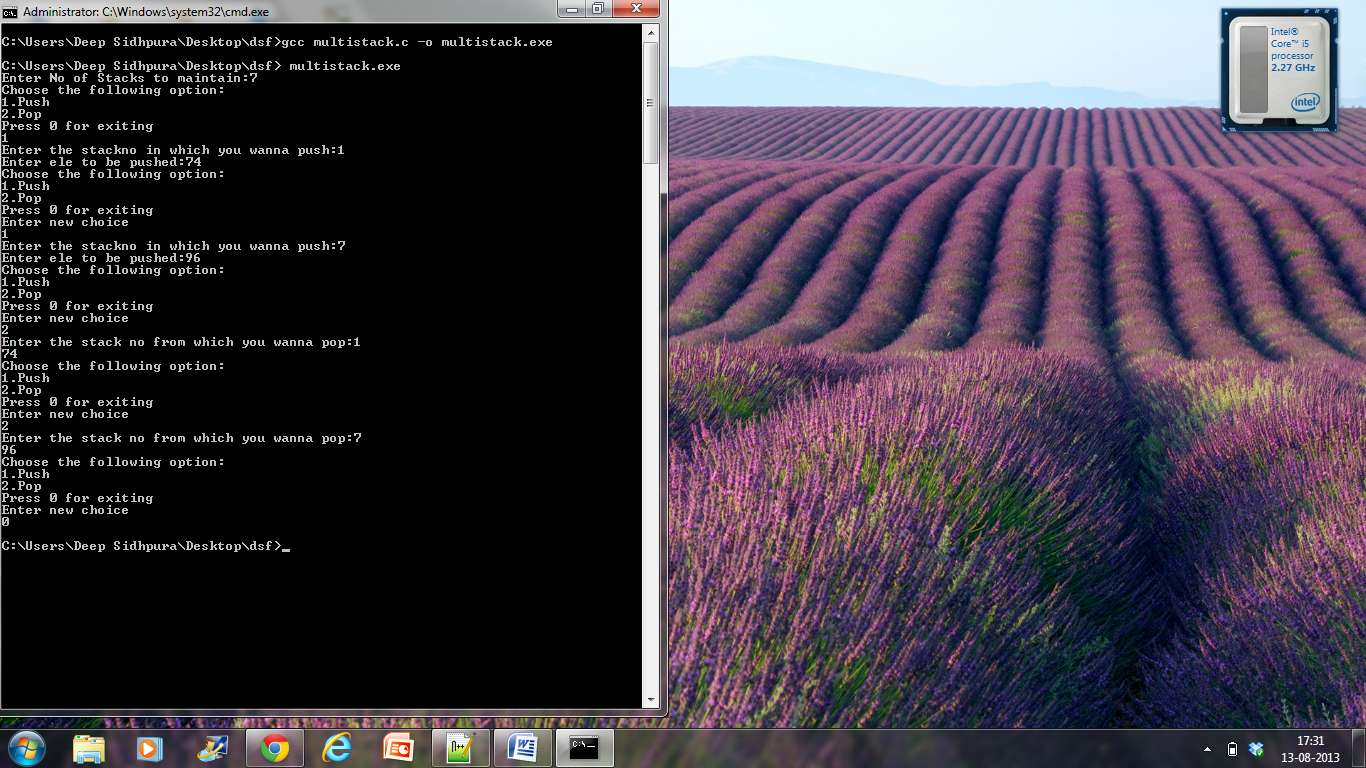 Administrator: C:\Windows\system32\cmd.exe
C:\Users\Deep Sidhpura\Desktop\dsf>gcc multistack.c -o multistack.exe
C:\Users\Deep Sidhpura\Desktop\dsf> multistack.exe
Enter No of Stacks to maintain:7
Choose the following option:
1.Push
2.Pop
Press 0 for exiting
1
Enter the stackno in which you wanna push:1
Enter ele to be pushed:74
Choose the following option:
1.Push
2.Pop
Press 0 for exiting
Enter new choice
1
Enter the stackno in which you wanna push:7
Enter ele to be pushed:96
Choose the following option:
1.Push
2.Pop
Press 0 for exiting
Enter new choice
2
Enter the stack no from which you wanna pop:1
74
Choose the following option:
1.Push
2.Pop
Press 0 for exiting
Enter new choice
2
Enter the stack no from which you wanna pop:7
96
Choose the following option:
1.Push
2.Pop
Press 0 for exiting
Enter new choice
0
C:\Users\Deep Sidhpura\Desktop\dsf>_
Intel®
Core™ i5
processor
2.27 GHz
intel
17:31
13-08-2013